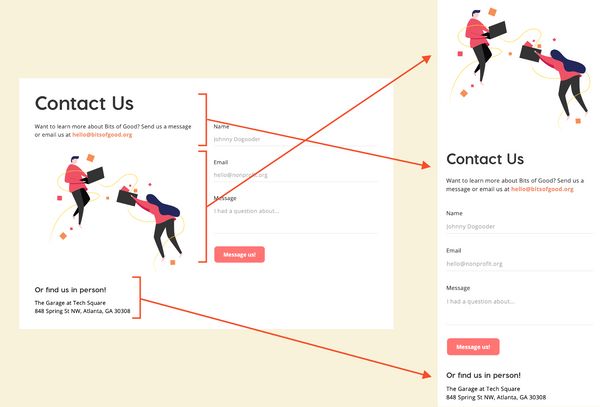 Contact Us
Want to learn more about Bits of Good? Send us a message
or email us at hello@bitsofgood.org
Name
Johnny Dogooder
Email
hello@nonprofit.org
Message
I had a question about...
Message us!
Or find us in person!
The Garage at Tech Square
848 Spring St NW, Atlanta, GA 30308
Contact Us
Want to learn more about Bits of Good? Send us a
message or email us at hello@bitsofgood.org
Name
Johnny Dogooder
Email
hello@nonprofit.org
Message
I had a question about...
Message us!
Or find us in person!
The Garage at Tech Square
848 Spring St NW, Atlanta, GA 30308